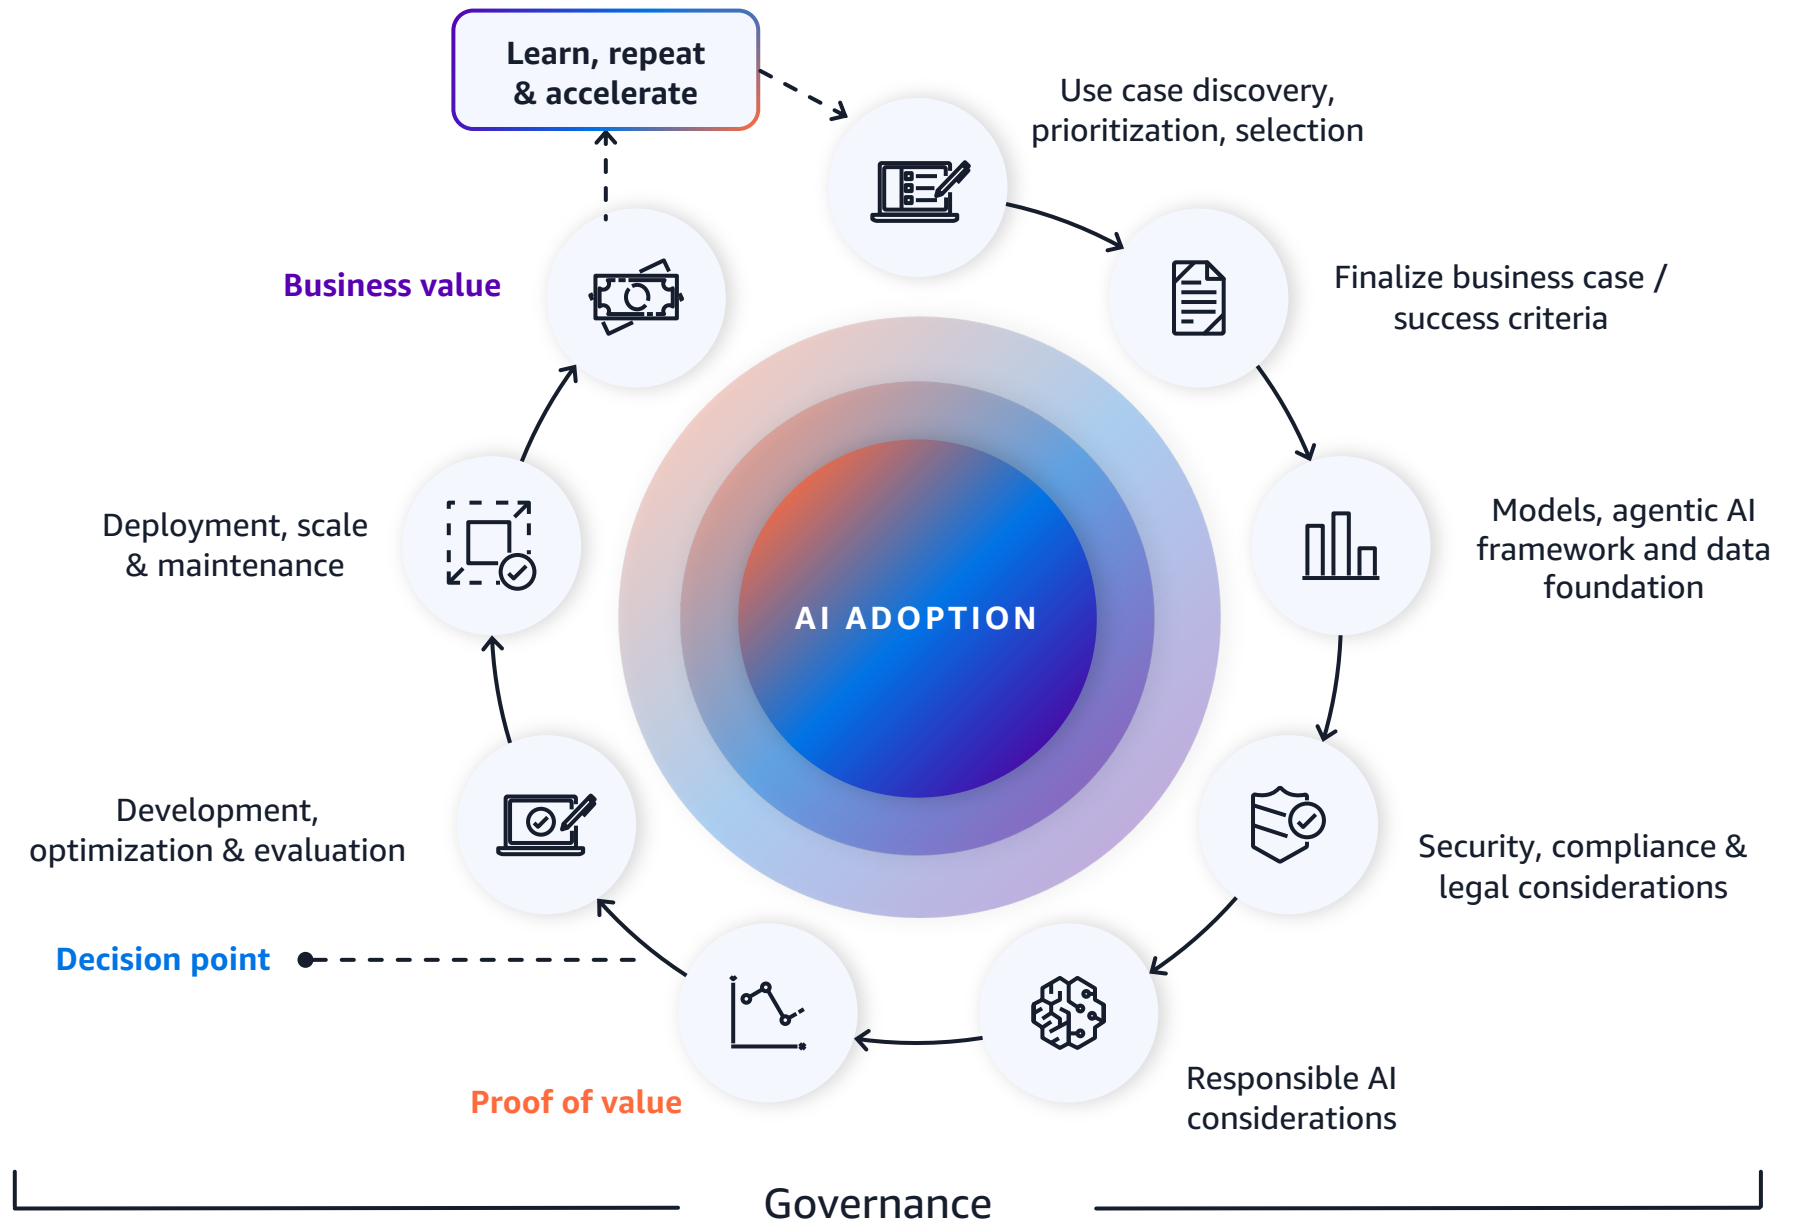 Learn, repeat
& accelerate
Use case discovery,
prioritization, selection
Finalize business case /
success criteria
Models, agentic AI
framework and data
foundation
Security, compliance &
legal considerations
Responsible AI
considerations
Proof of value
Decision point
Development,
optimization & evaluation
Deployment, scale
& maintenance
Business value
AI ADOPTION
Governance